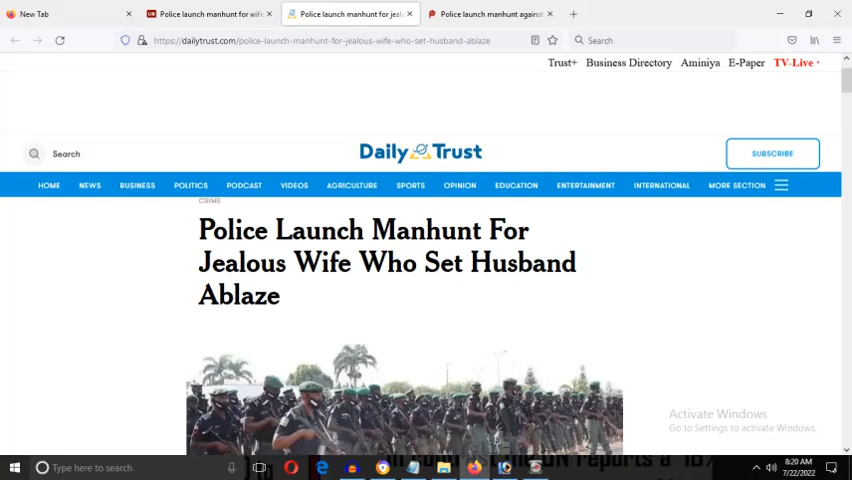 New Tab
Police launch manhunt for wife
Police launch manhunt for jeal
Police launch manhunt against
https://dailytrust.com/police-launch-manhunt-for-jealous-wife-who-set-husband-ablaze
Search
Trust+ Business Directory Aminiya E-Paper TV-Live
Search
Daily Trust
SUBSCRIBE
HOME NEWS BUSINESS POLITICS PODCAST VIDEOS AGRICULTURE SPORTS OPINION EDUCATION ENTERTAINMENT INTERNATIONAL MORE SECTION
CRIME
Police Launch Manhunt For
Jealous Wife Who Set Husband
Ablaze
Activate Windows
Go to Settings to activate Windows.
Type here to search
reports a
8:20 AM
7/22/2022